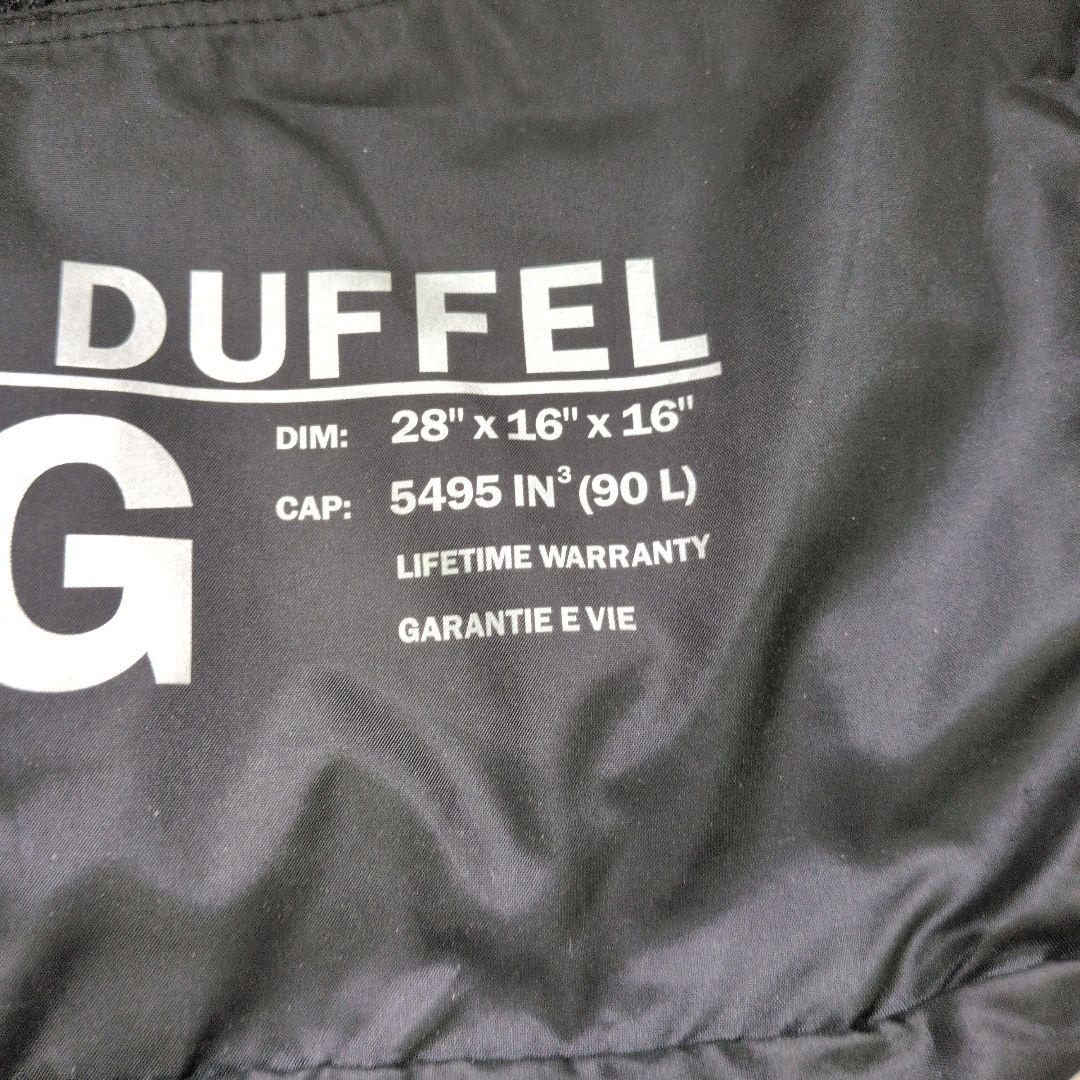 DUFFEL
G
DIM: 28" x 16" x 16"
CAP: 5495 IN³ (90 L)
LIFETIME WARRANTY
GARANTIE E VIE